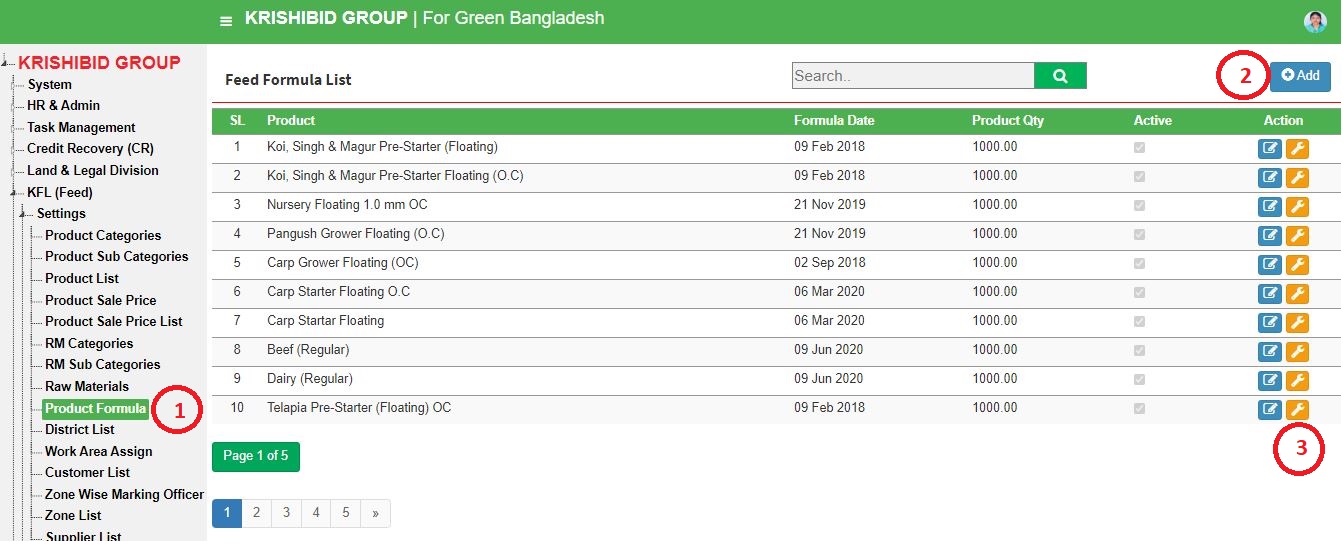 KRISHIBID GROUP | For Green Bangladesh
KRISHIBID GROUP
System
HR & Admin
Task Management
Credit Recovery (CR)
Land & Legal Division
KFL (Feed)
Settings
Product Categories
Product Sub Categories
Product List
Product Sale Price
Product Sale Price List
RM Categories
RM Sub Categories
Raw Materials
Product Formula
1
District List
Work Area Assign
Customer List
Zone Wise Marking Officer
Zone List
Supplier List
Feed Formula List
Search..
2
Add
SL Product Formula Date Product Qty Active Action
1 Koi, Singh & Magur Pre-Starter (Floating) 09 Feb 2018 1000.00
2 Koi, Singh & Magur Pre-Starter Floating (O.C) 09 Feb 2018 1000.00
3 Nursery Floating 1.0 mm OC 21 Nov 2019 1000.00
4 Pangush Grower Floating (O.C) 21 Nov 2019 1000.00
5 Carp Grower Floating (OC) 02 Sep 2018 1000.00
6 Carp Starter Floating O.C 06 Mar 2020 1000.00
7 Carp Startar Floating 06 Mar 2020 1000.00
8 Beef (Regular) 09 Jun 2020 1000.00
9 Dairy (Regular) 09 Jun 2020 1000.00
10 Telapia Pre-Starter (Floating) OC 09 Feb 2018 1000.00
3
Page 1 of 5
1 2 3 4 5 »